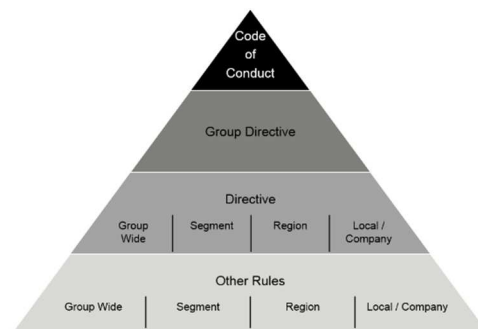 Code
of
Conduct
Group Directive
Directive
Group Wide
Segment
Region
Local / Company
Other Rules
Group Wide
Segment
Region
Local / Company